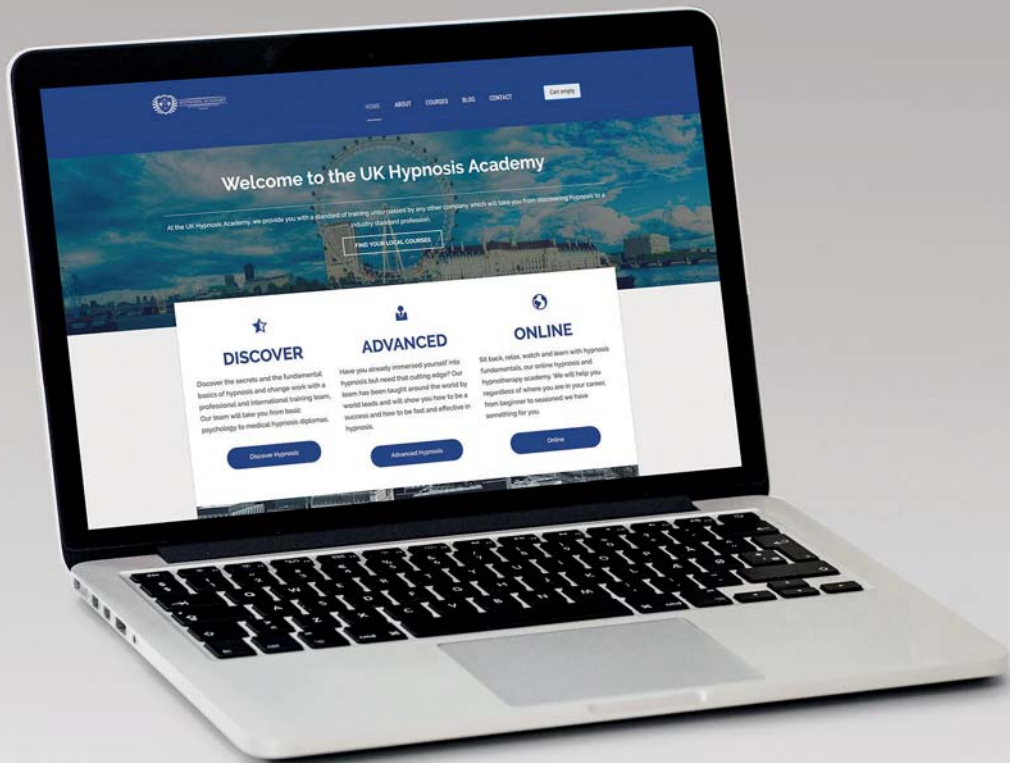 HYPNOSIS ACADEMY
HOME ABOUT COURSES BLOG CONTACT
Cart empty
Welcome to the UK Hypnosis Academy
At the UK Hypnosis Academy, we provide you with a standard of training unsurpassed by any other company which will take you from discovering hypnosis to a
industry standard profession.
FIND YOUR LOCAL COURSES
DISCOVER
Discover the secrets and the fundamental
basics of hypnosis and change work with a
professional and international training team.
Our team will take you from basic
psychology to medical hypnosis diplomas.
Discover Hypnosis
ADVANCED
Have you already immersed yourself into
hypnosis but need that cutting edge? Our
team has been taught around the world by
world leads and will show you how to be a
success and how to be fast and effective in
hypnosis.
Advanced Hypnosis
ONLINE
Sit back, relax, watch and learn with hypnosis
fundamentals, our online hypnosis and
hypnotherapy academy. We will help you
regardless of where you are in your career,
from beginner to seasoned we have
something for you.
Online